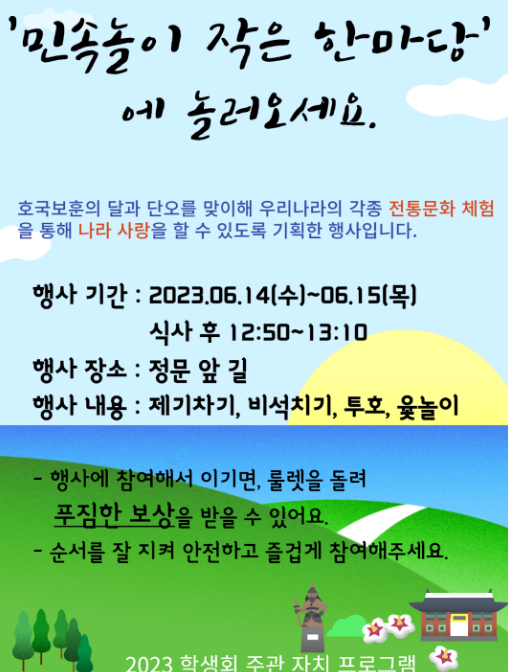 '민속놀이 작은 한마당'
에 놀러오세요.
호국보훈의 달과 단오를 맞이해 우리나라의 각종 전통문화 체험
을 통해 나라 사랑을 할 수 있도록 기획한 행사입니다.
행사 기간 : 2023.06.14(수)~06.15(목)
식사 후 12:50~13:10
행사 장소 : 정문 앞 길
행사 내용 : 제기차기, 비석치기, 투호, 윷놀이
- 행사에 참여해서 이기면, 룰렛을 돌려
푸짐한 보상을 받을 수 있어요.
- 순서를 잘 지켜 안전하고 즐겁게 참여해주세요.
2023 학생회 주관 자치 프로그램